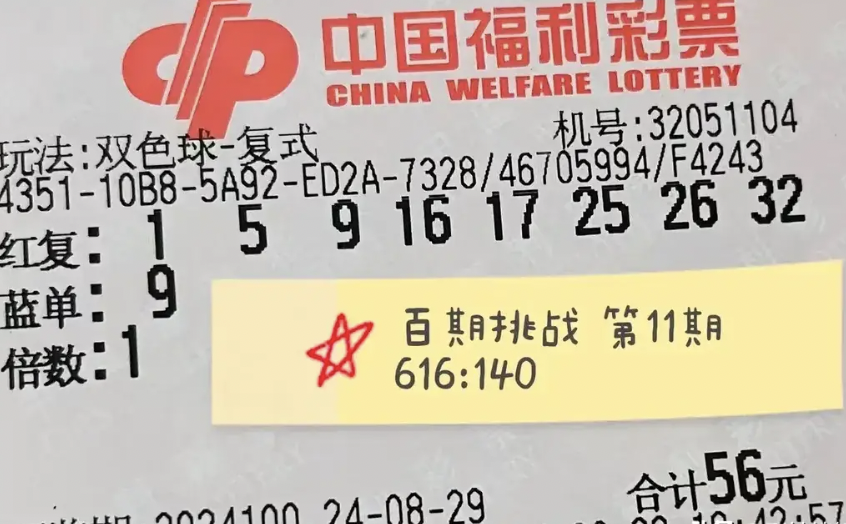 中国福利彩票
CHINA WELFARE LOTTERY
玩法:双色球-复式 机号:32051104
4351-10B8-5A92-ED2A-7328/46705994/F4243
红复: 1 5 9 16 17 25 26 32
蓝单: 9
倍数:1
百期挑战 第11期
616:140
合计56元
2024100 24-08-29